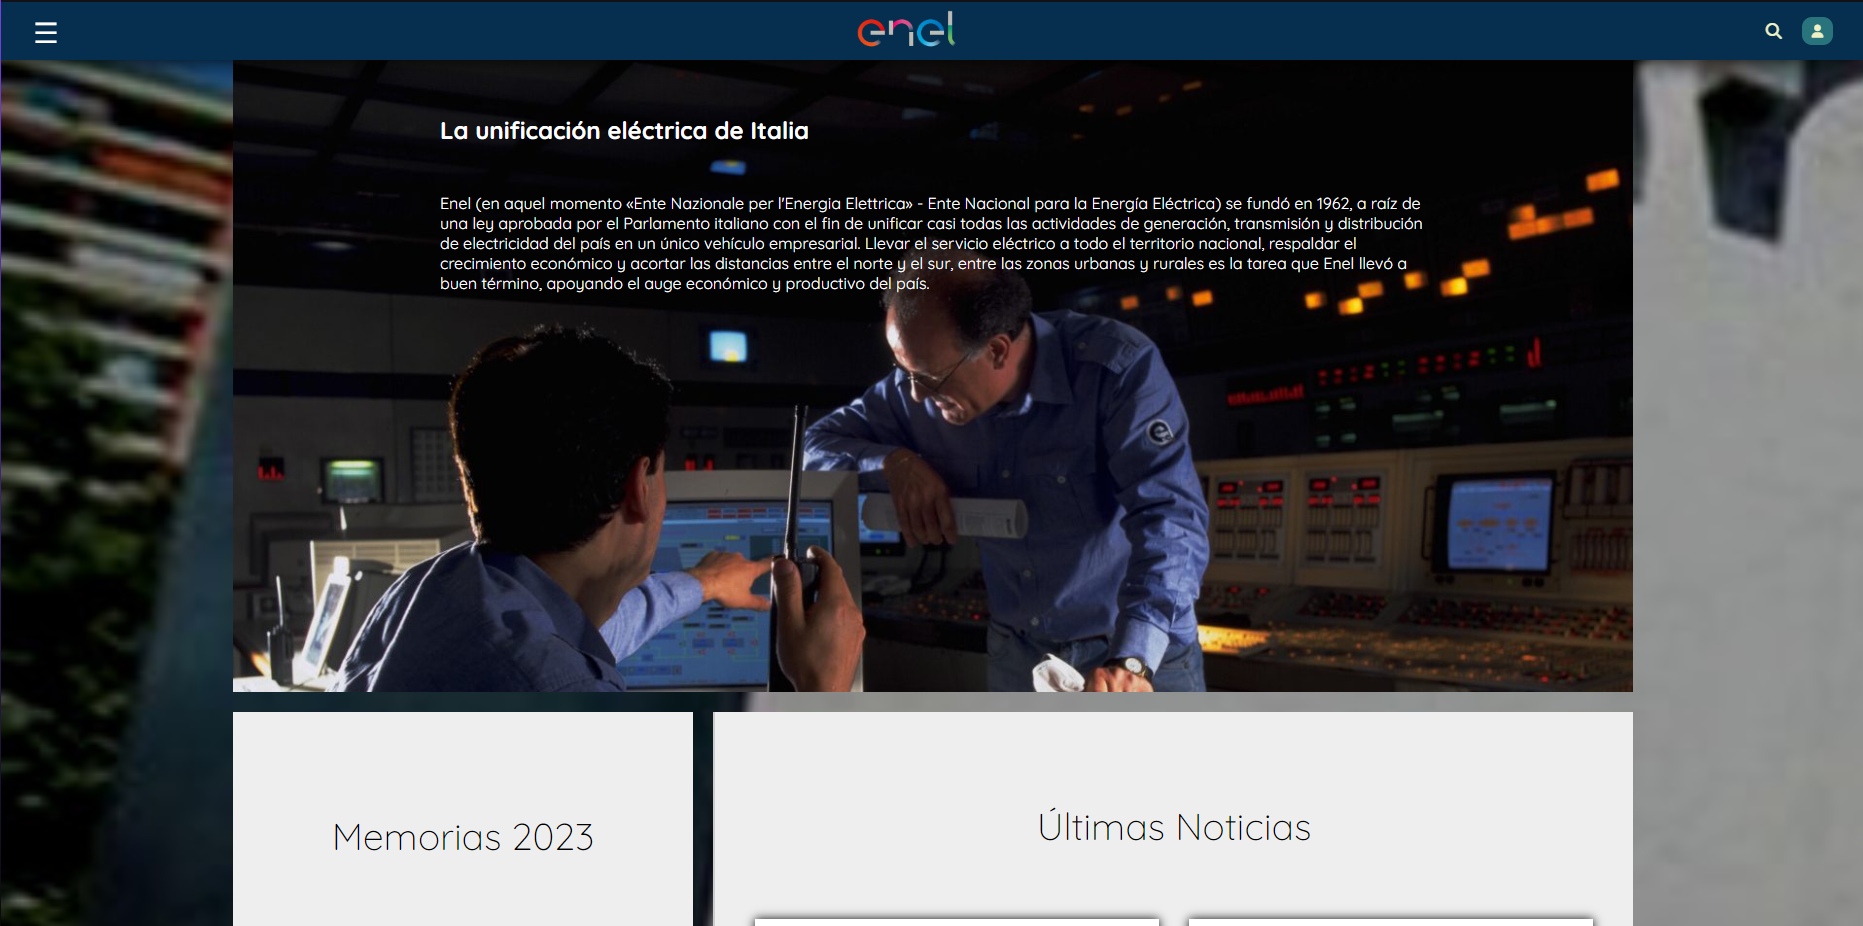 ☰
enel
La unificación eléctrica de Italia
Enel (en aquel momento «Ente Nazionale per l'Energia Elettrica» - Ente Nacional para la Energía Eléctrica) se fundó en 1962, a raíz de
una ley aprobada por el Parlamento italiano con el fin de unificar casi todas las actividades de generación, transmisión y distribución
de electricidad del país en un único vehículo empresarial. Llevar el servicio eléctrico a todo el territorio nacional, respaldar el
crecimiento económico y acortar las distancias entre el norte y el sur, entre las zonas urbanas y rurales es la tarea que Enel llevó a
buen término, apoyando el auge económico y productivo del país.
Memorias 2023
Últimas Noticias